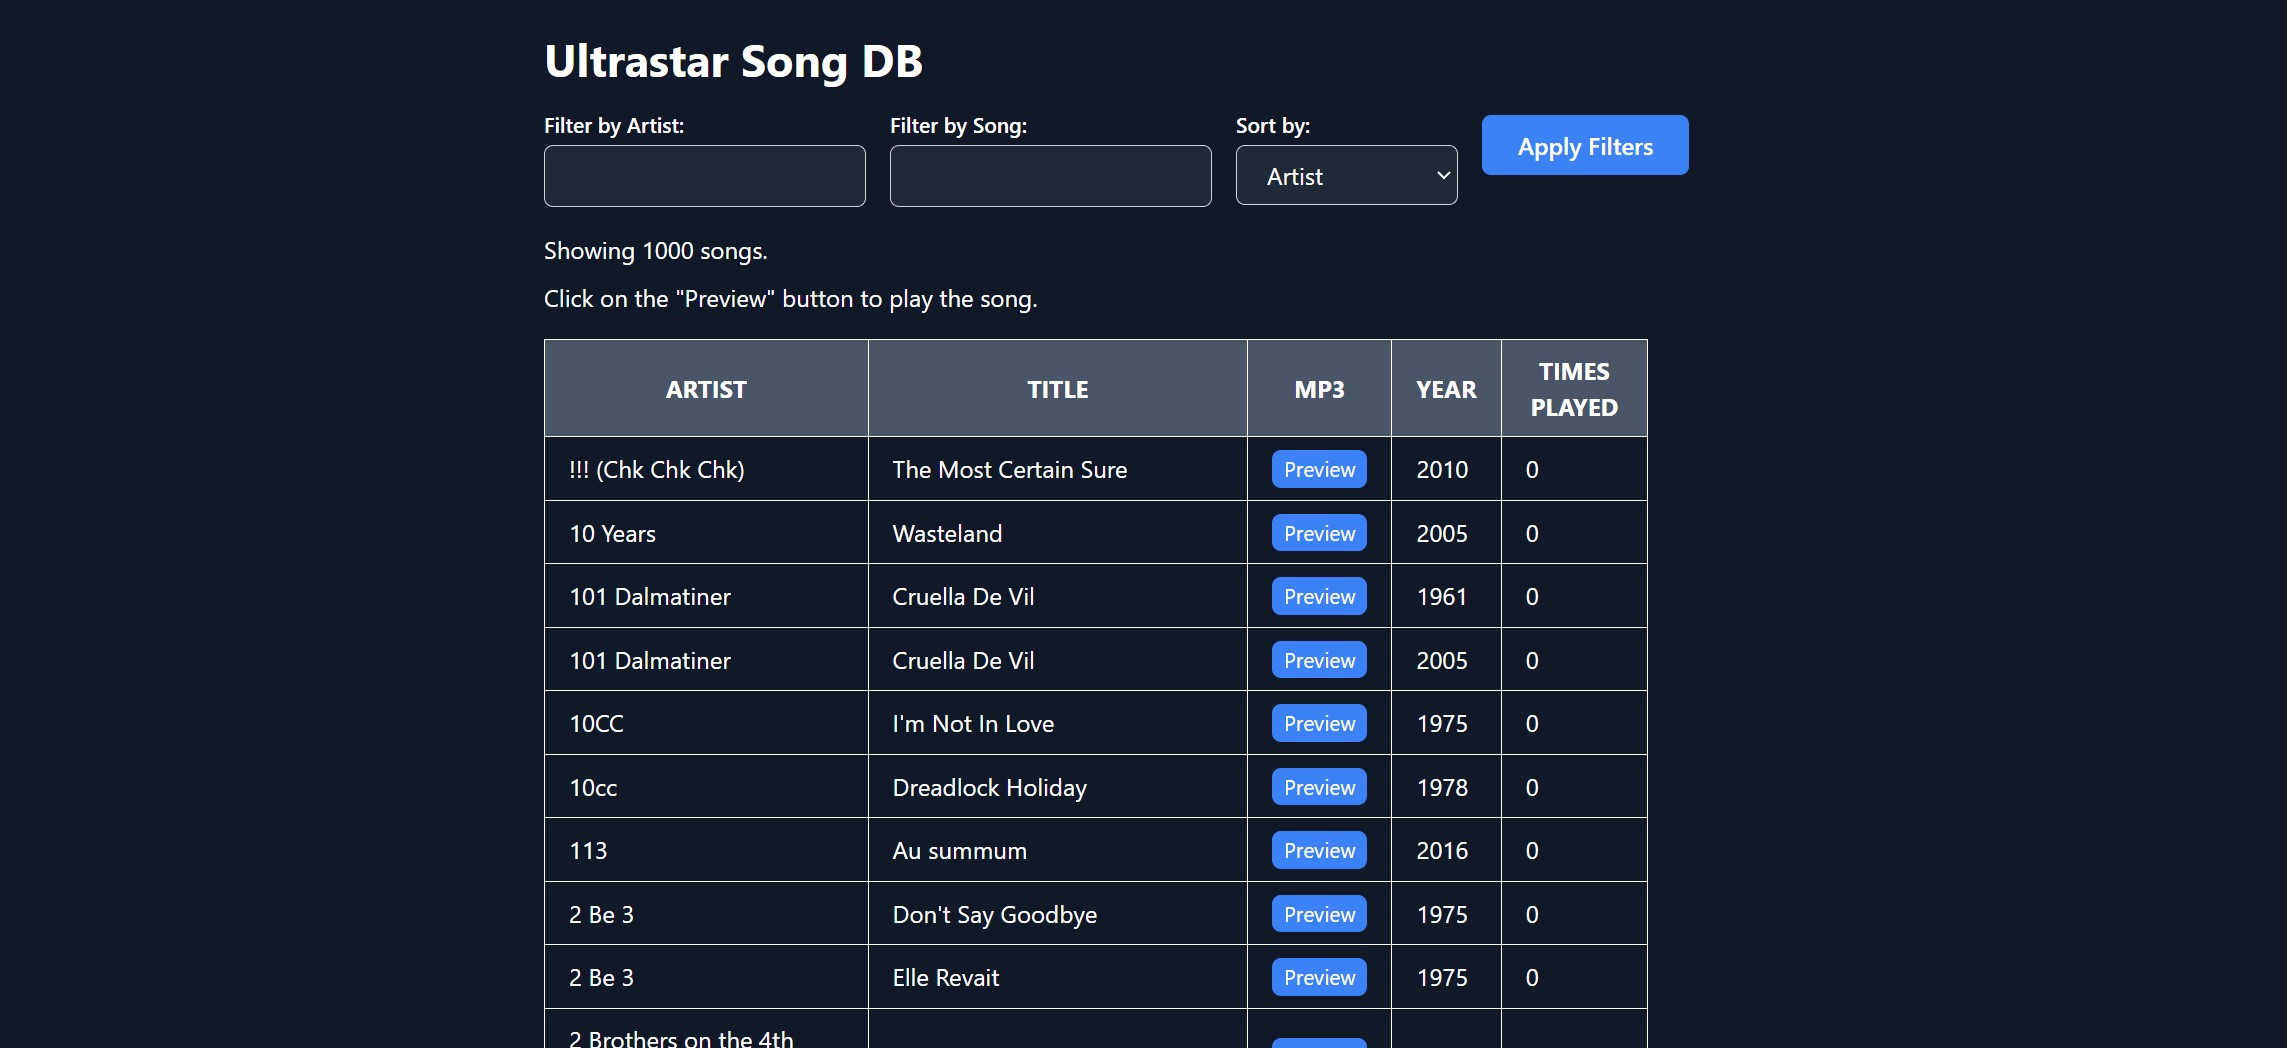 Ultrastar Song DB
Filter by Artist:
Filter by Song:
Sort by:
Artist
Apply Filters
Showing 1000 songs.
Click on the "Preview" button to play the song.
ARTIST TITLE MP3 YEAR TIMES PLAYED
!!! (Chk Chk Chk) The Most Certain Sure Preview 2010 0
10 Years Wasteland Preview 2005 0
101 Dalmatiner Cruella De Vil Preview 1961 0
101 Dalmatiner Cruella De Vil Preview 2005 0
10CC I'm Not In Love Preview 1975 0
10cc Dreadlock Holiday Preview 1978 0
113 Au summum Preview 2016 0
2 Be 3 Don't Say Goodbye Preview 1975 0
2 Be 3 Elle Revait Preview 1975 0
2 Brothers on the 4th